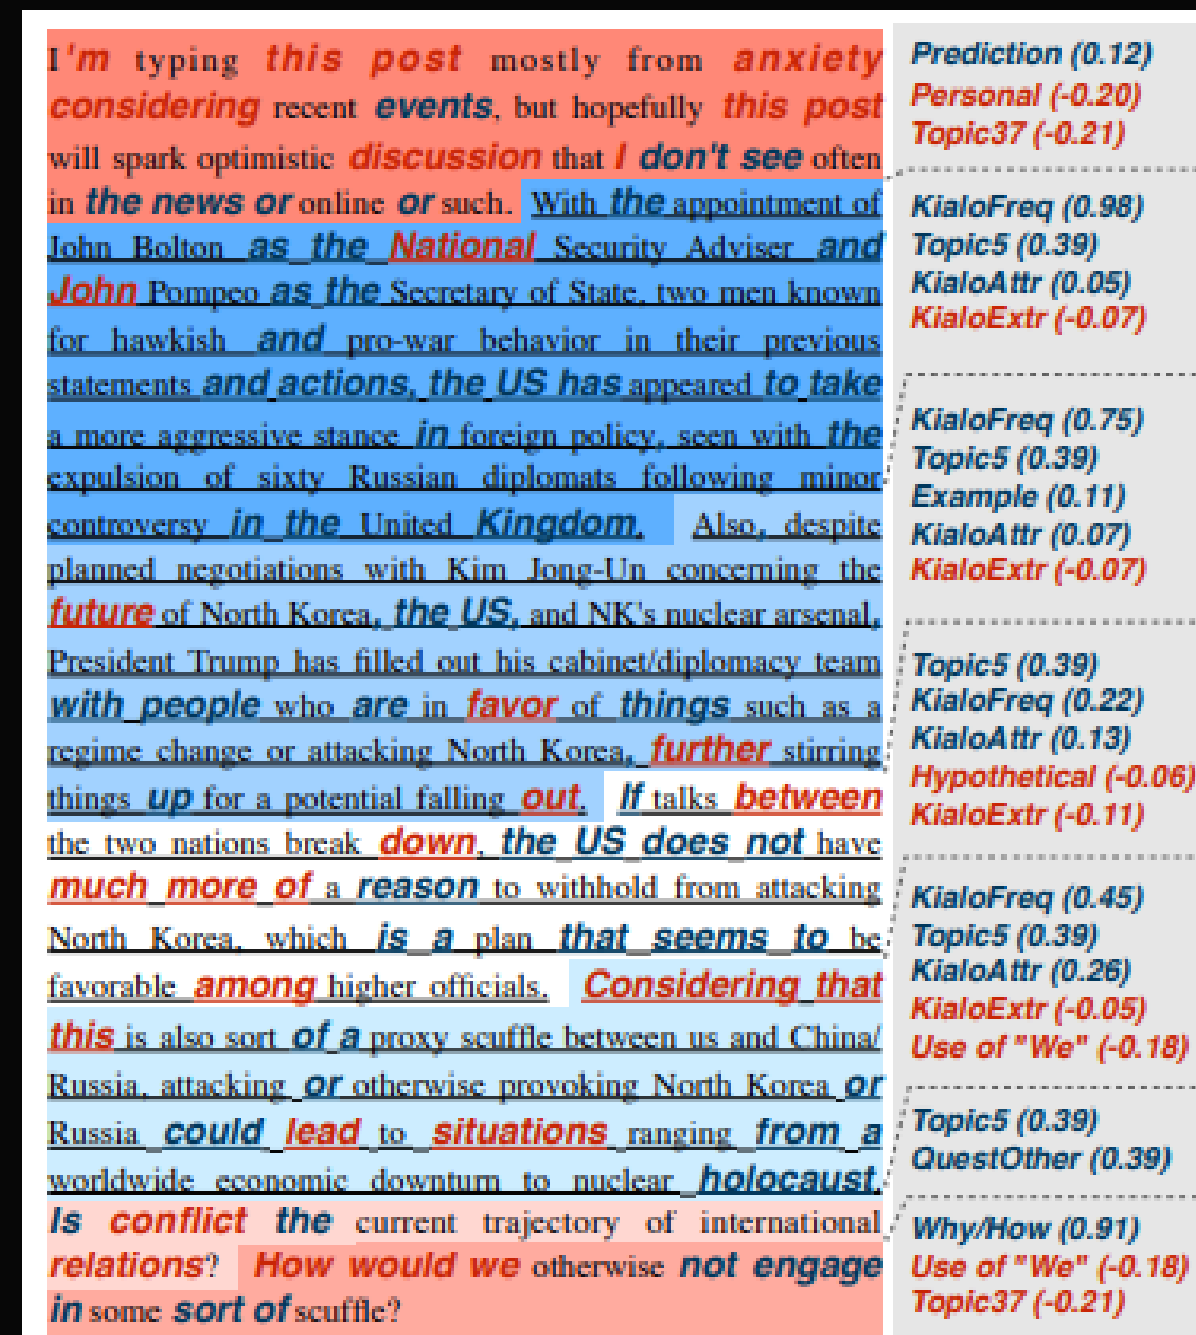 I'm typing this post mostly from anxiety
considering recent events, but hopefully this post
will spark optimistic discussion that I don't see often
in the news or online or such. With the appointment of
John Bolton as the National Security Adviser and
John Pompeo as the Secretary of State, two men known
for hawkish and pro-war behavior in their previous
statements and actions, the US has appeared to take
a more aggressive stance in foreign policy, seen with the
expulsion of sixty Russian diplomats following minor
controversy in the United Kingdom. Also, despite
planned negotiations with Kim Jong-Un concerning the
future of North Korea, the US, and NK's nuclear arsenal,
President Trump has filled out his cabinet/diplomacy team
with people who are in favor of things such as a
regime change or attacking North Korea, further stirring
things up for a potential falling out. If talks between
the two nations break down, the US does not have
much more of a reason to withhold from attacking
North Korea, which is a plan that seems to be
favorable among higher officials. Considering that
this is also sort of a proxy scuffle between us and China/
Russia, attacking or otherwise provoking North Korea or
Russia could lead to situations ranging from a
worldwide economic downturn to nuclear holocaust.
Is conflict the current trajectory of international
relations? How would we otherwise not engage
in some sort of scuffle?
Prediction (0.12)
Personal (-0.20)
Topic37 (-0.21)
KialoFreq (0.98)
Topic5 (0.39)
KialoAttr (0.05)
KialoExtr (-0.07)
KialoFreq (0.75)
Topic5 (0.39)
Example (0.11)
KialoAttr (0.07)
KialoExtr (-0.07)
Topic5 (0.39)
KialoFreq (0.22)
KialoAttr (0.13)
Hypothetical (-0.06)
KialoExtr (-0.11)
KialoFreq (0.45)
Topic5 (0.39)
KialoAttr (0.26)
KialoExtr (-0.05)
Use of "We" (-0.18)
Topic5 (0.39)
QuestOther (0.39)
Why/How (0.91)
Use of "We" (-0.18)
Topic37 (-0.21)